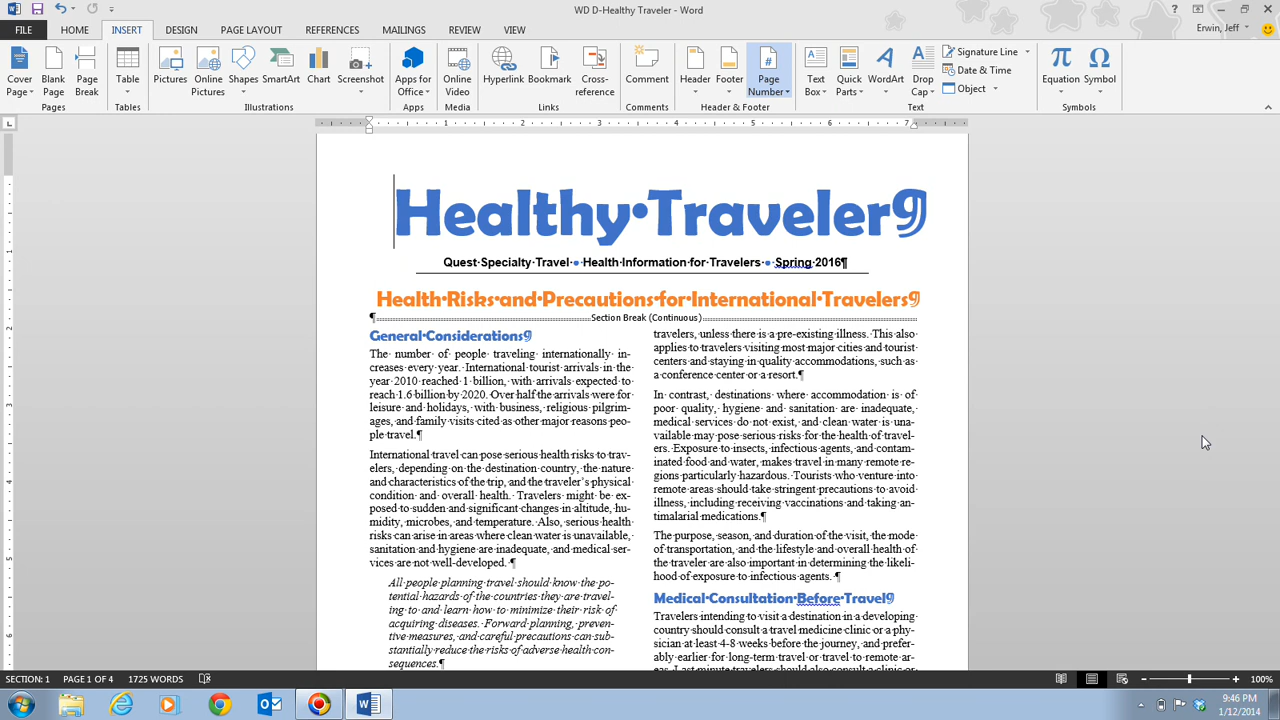 WD D-Healthy Traveler - Word
Erwin, Jeff
FILE HOME INSERT DESIGN PAGE LAYOUT REFERENCES MAILINGS REVIEW VIEW
Cover Page Blank Page Page Break Table Pictures Online Pictures Shapes SmartArt Chart Screenshot Apps for Office Online Video Hyperlink Bookmark Cross-reference Comment Header Footer Page Number Text Box Quick Parts WordArt Drop Cap Signature Line Date & Time Object Equation Symbol
Pages Tables Illustrations Apps Media Links Comments Header & Footer Text Symbols
1 2 3 4 5 6 7
Healthy•Traveler¶
Quest·Specialty·Travel·●·Health·Information·for·Travelers·●·Spring·2016¶
Health•Risks•and•Precautions•for•International•Travelers¶
¶ Section Break (Continuous)
General•Considerations¶
The number of people traveling internationally in-
creases every year. International tourist arrivals in the
year 2010 reached 1 billion, with arrivals expected to
reach 1.6 billion by 2020. Over half the arrivals were for
leisure and holidays, with business, religious pilgrim-
ages, and family visits cited as other major reasons peo-
ple travel.¶
International travel can pose serious health risks to trav-
elers, depending on the destination country, the nature
and characteristics of the trip, and the traveler's physical
condition and overall health. Travelers might be ex-
posed to sudden and significant changes in altitude, hu-
midity, microbes, and temperature. Also, serious health
risks can arise in areas where clean water is unavailable,
sanitation and hygiene are inadequate, and medical ser-
vices are not well-developed. ¶
All people planning travel should know the po-
tential hazards of the countries they are travel-
ing to and learn how to minimize their risk of
acquiring diseases. Forward planning, preven-
tive measures, and careful precautions can sub-
stantially reduce the risks of adverse health con-
sequences.¶
travelers, unless there is a pre-existing illness. This also
applies to travelers visiting most major cities and tourist
centers and staying in quality accommodations, such as
a conference center or a resort.¶
In contrast, destinations where accommodation is of
poor quality, hygiene and sanitation are inadequate,
medical services do not exist, and clean water is una-
vailable may pose serious risks for the health of travel-
ers. Exposure to insects, infectious agents, and contam-
inated food and water, makes travel in many remote re-
gions particularly hazardous. Tourists who venture into
remote areas should take stringent precautions to avoid
illness, including receiving vaccinations and taking an-
timalarial medications.¶
The purpose, season, and duration of the visit, the mode
of transportation, and the lifestyle and overall health of
the traveler are also important in determining the likeli-
hood of exposure to infectious agents. ¶
Medical•Consultation•Before•Travel¶
Travelers intending to visit a destination in a developing
country should consult a travel medicine clinic or a phy-
sician at least 4-8 weeks before the journey, and prefer-
ably earlier for long-term travel or travel to remote ar-
eas. Last minute travelers should also consult a clinic or
SECTION: 1 PAGE 1 OF 4 1725 WORDS 100%
9:46 PM
1/12/2014